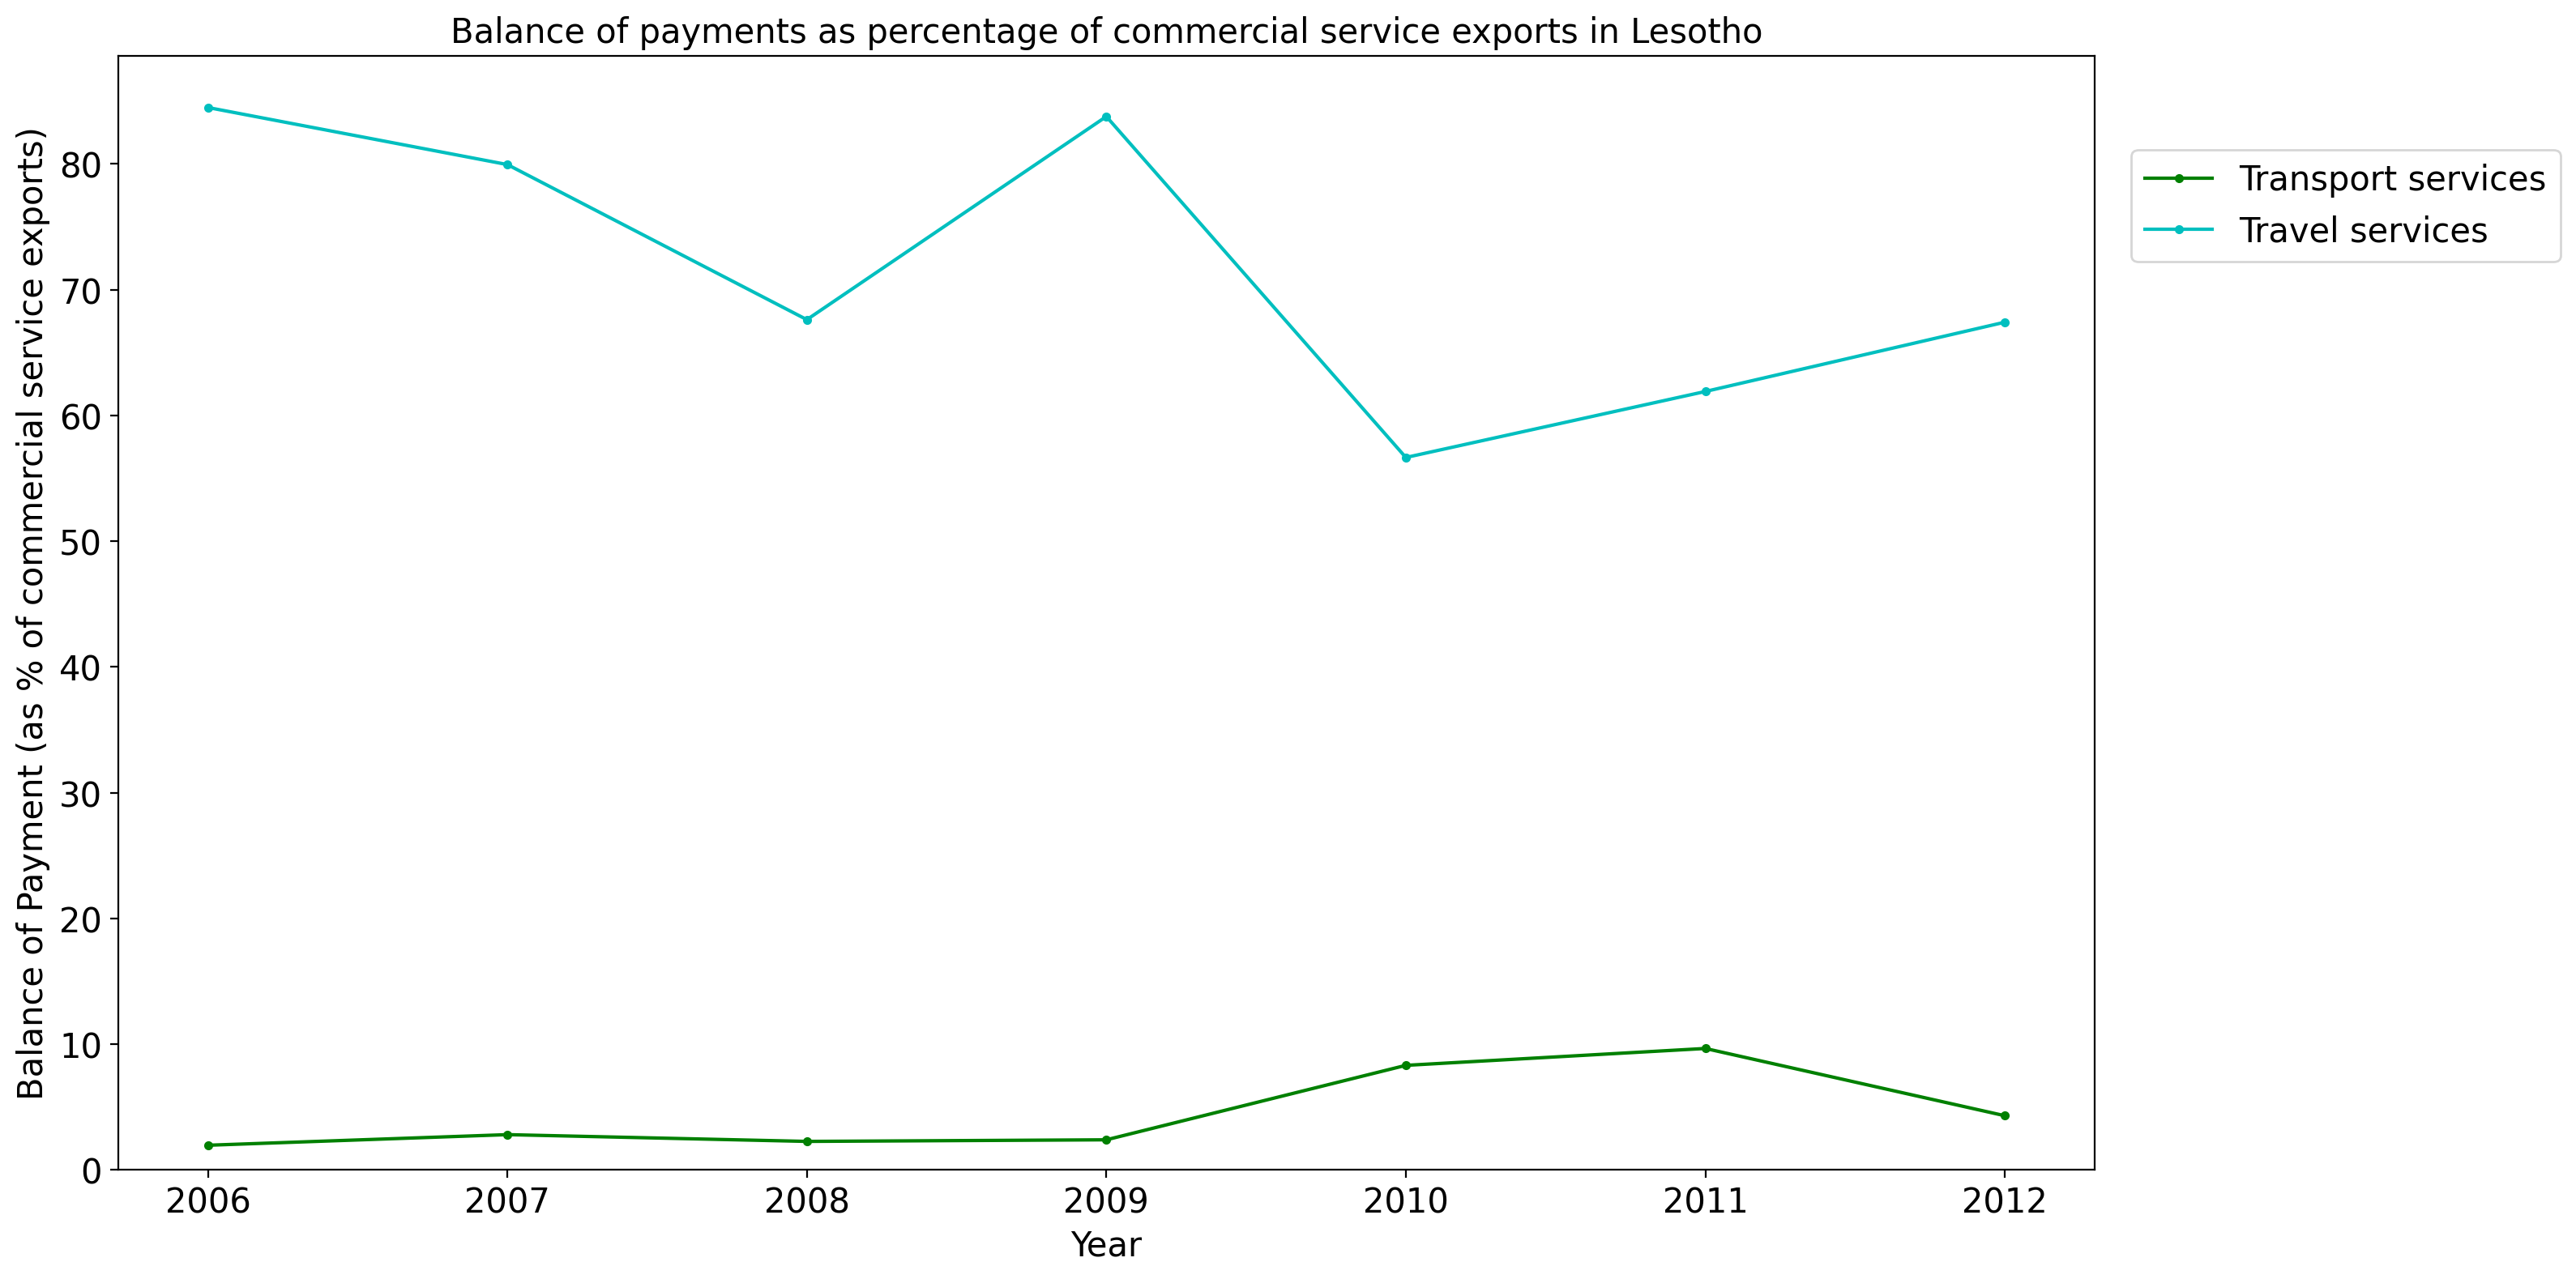 Balance of payments as percentage of commercial service exports in Lesotho
Balance of Payment (as % of commercial service exports)
80
70
60
50
40
30
20
10
0
2006 2007 2008 2009 2010 2011 2012
Year
Transport services
Travel services